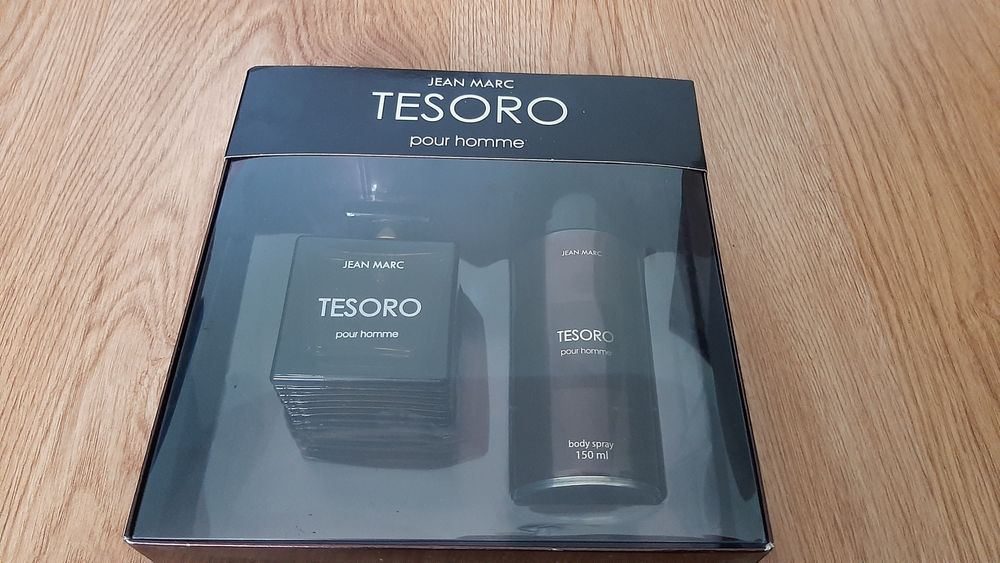 JEAN MARC
TESORO
pour homme
JEAN MARC
TESORO
pour homme
JEAN MARC
TESORO
pour homme
body spray
150 ml